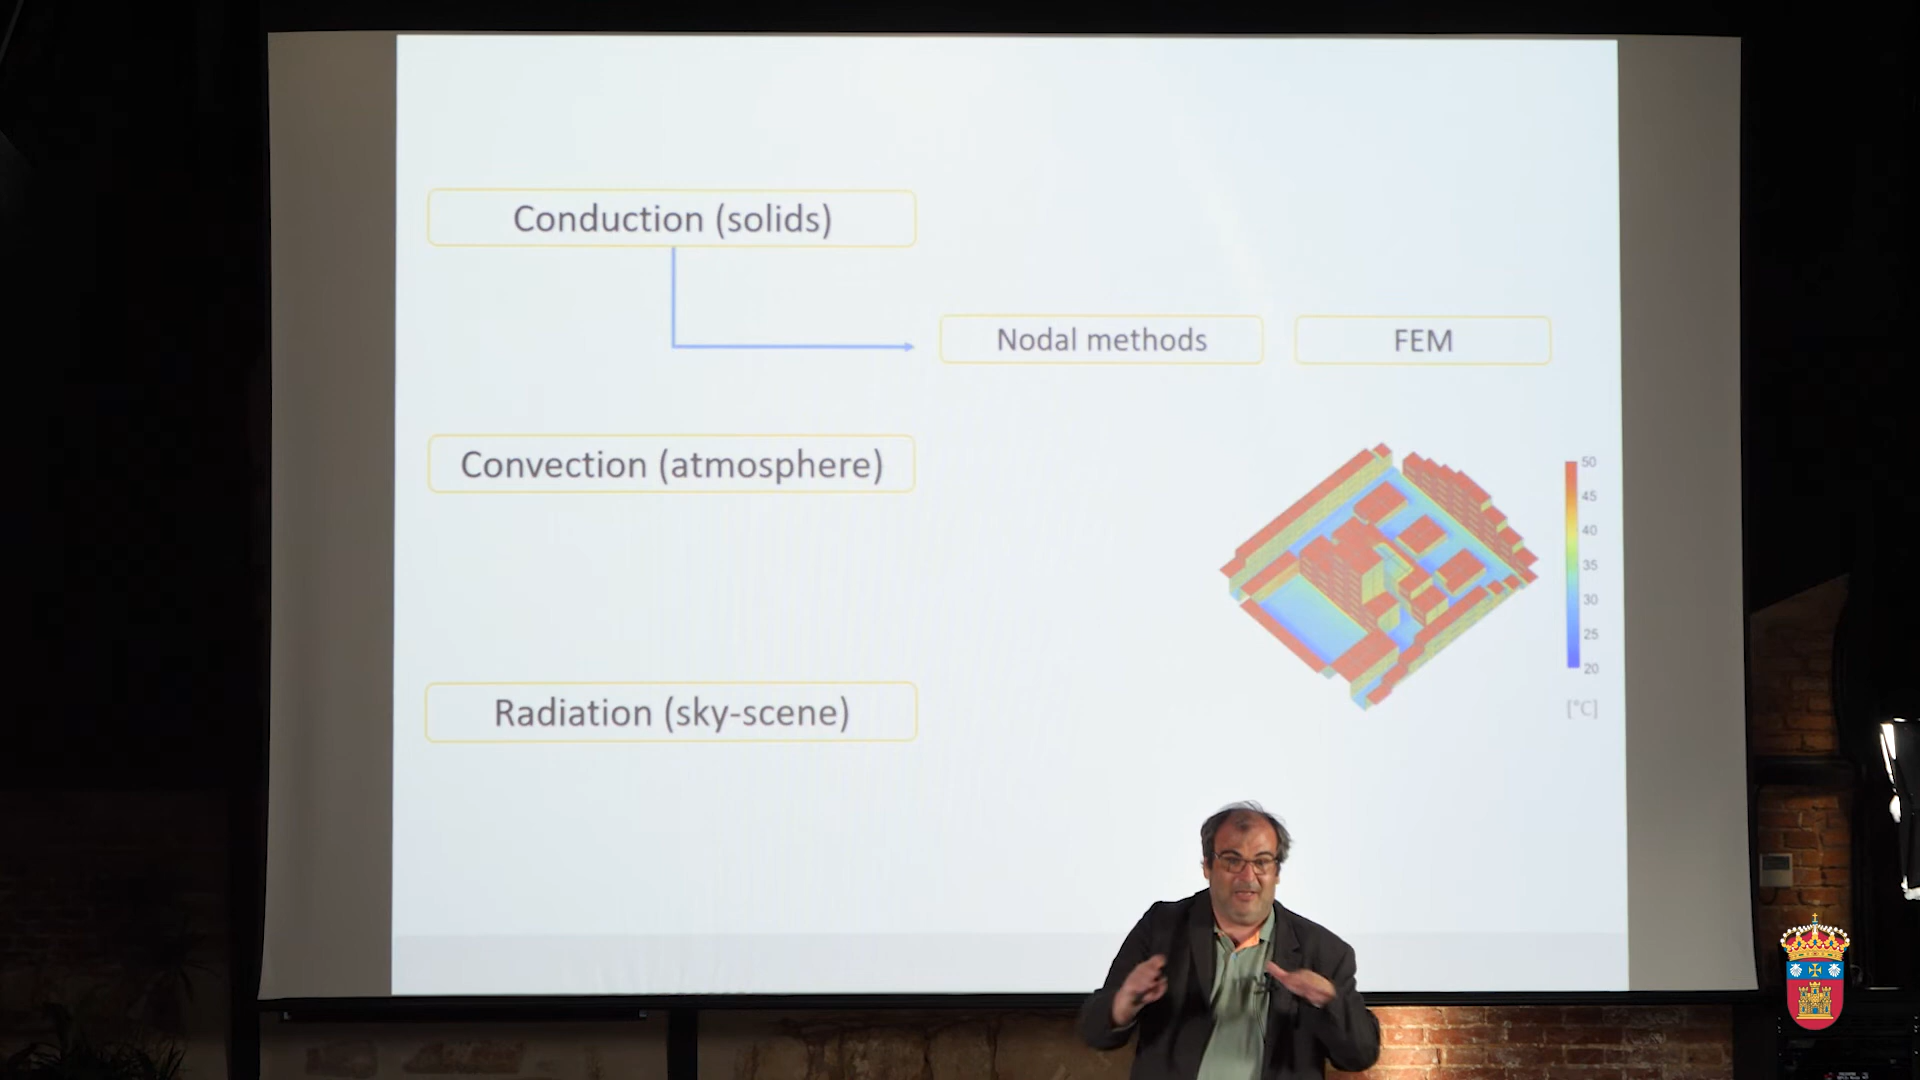 Conduction (solids)
Nodal methods
FEM
Convection (atmosphere)
50
45
40
35
30
25
20
[°C]
Radiation (sky-scene)